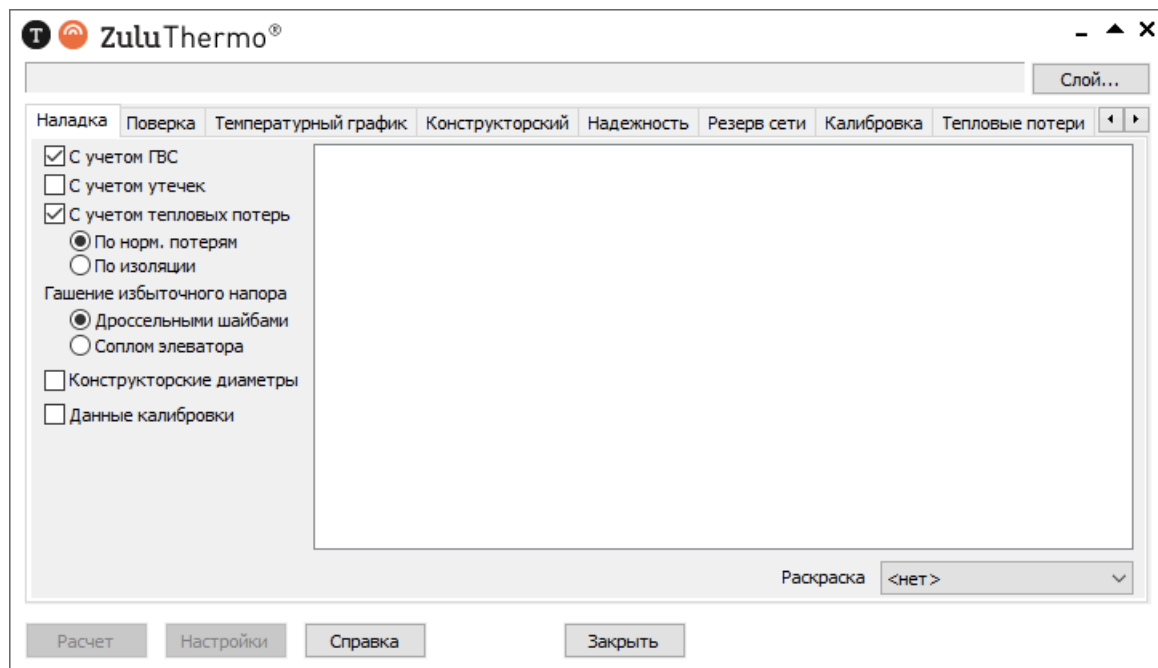 T ZuluThermo®
Слой...
Наладка Поверка Температурный график Конструкторский Надежность Резерв сети Калибровка Тепловые потери
С учетом ГВС
С учетом утечек
С учетом тепловых потерь
По норм. потерям
По изоляции
Гашение избыточного напора
Дроссельными шайбами
Соплом элеватора
Конструкторские диаметры
Данные калибровки
Раскраска <нет>
Расчет Настройки Справка Закрыть